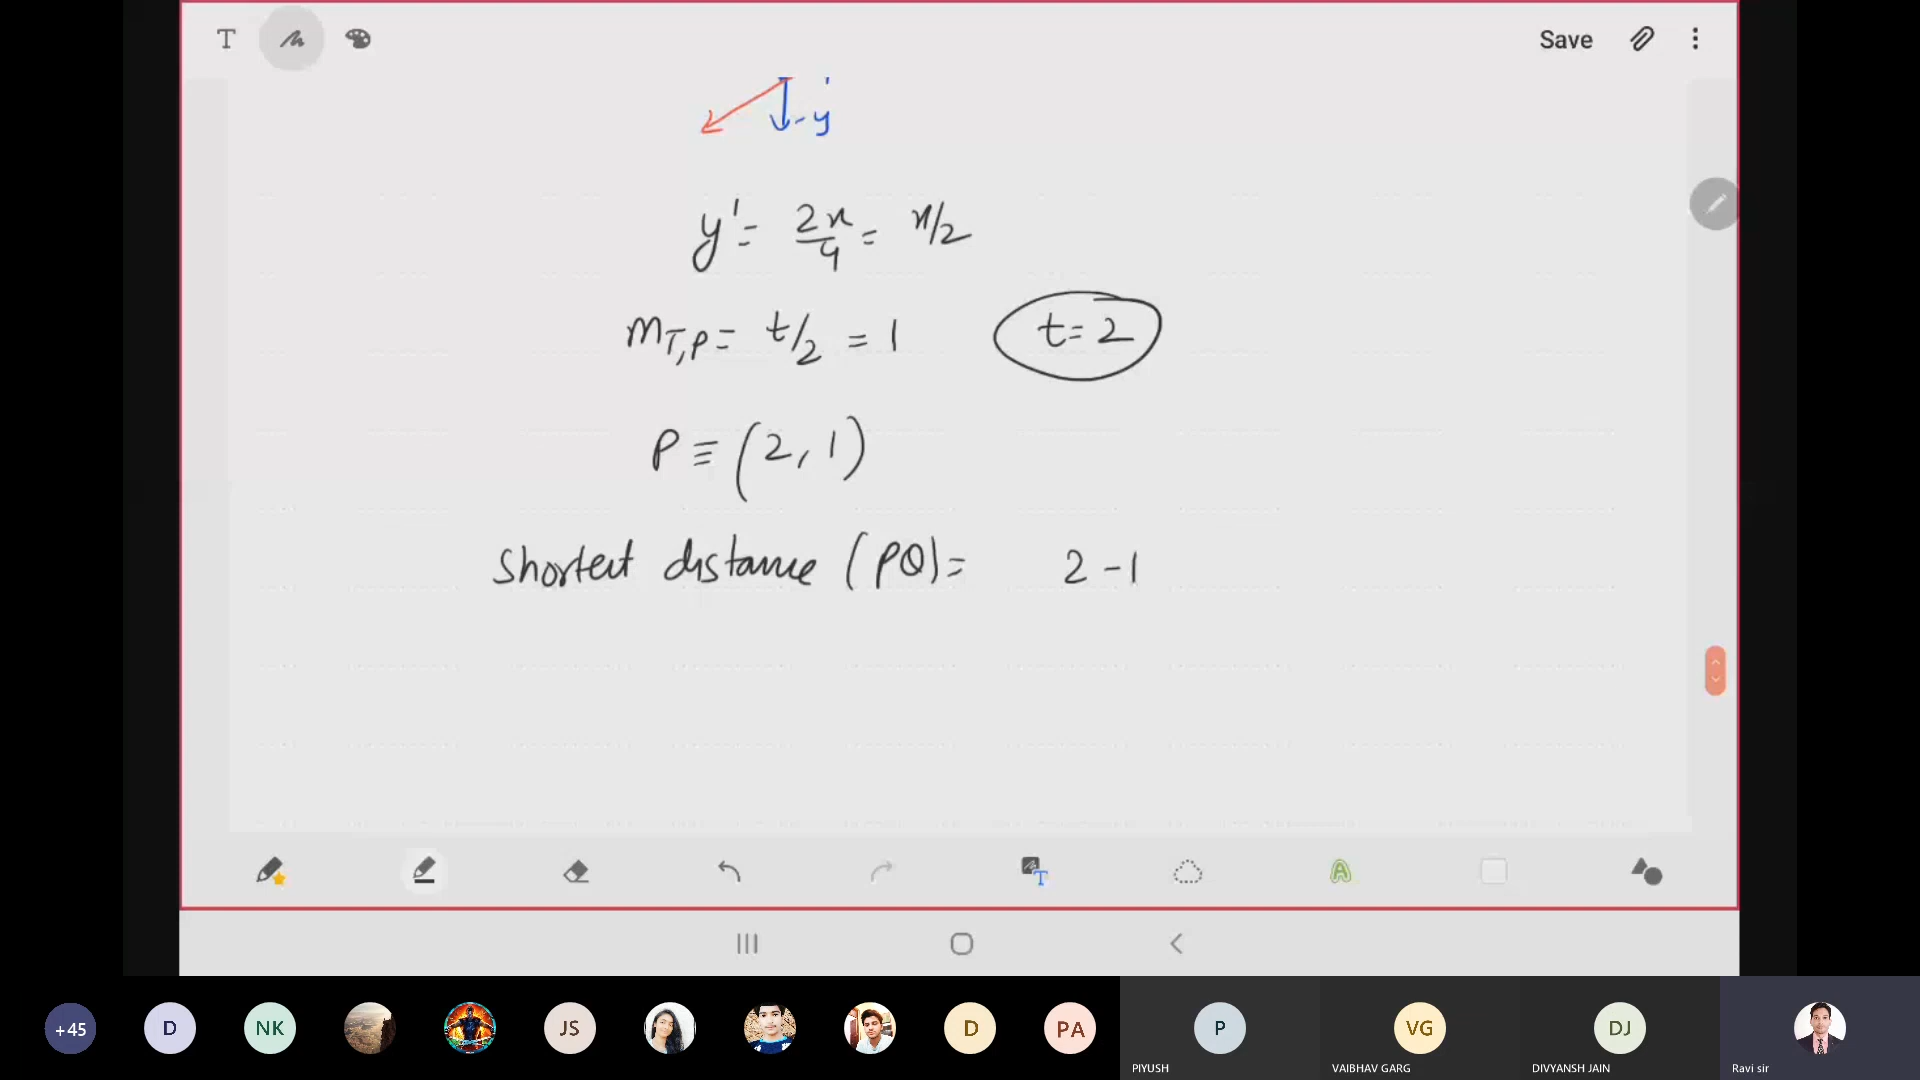 T
Save
- y
y' = 2x/4 = x/2
m_T,P = t/2 = 1
t = 2
P ≡ (2, 1)
Shortest distance (PQ) = 2 - 1
T
A
+45
D
NK
JS
D
PA
P
VG
DJ
PIYUSH
VAIBHAV GARG
DIVYANSH JAIN
Ravi sir